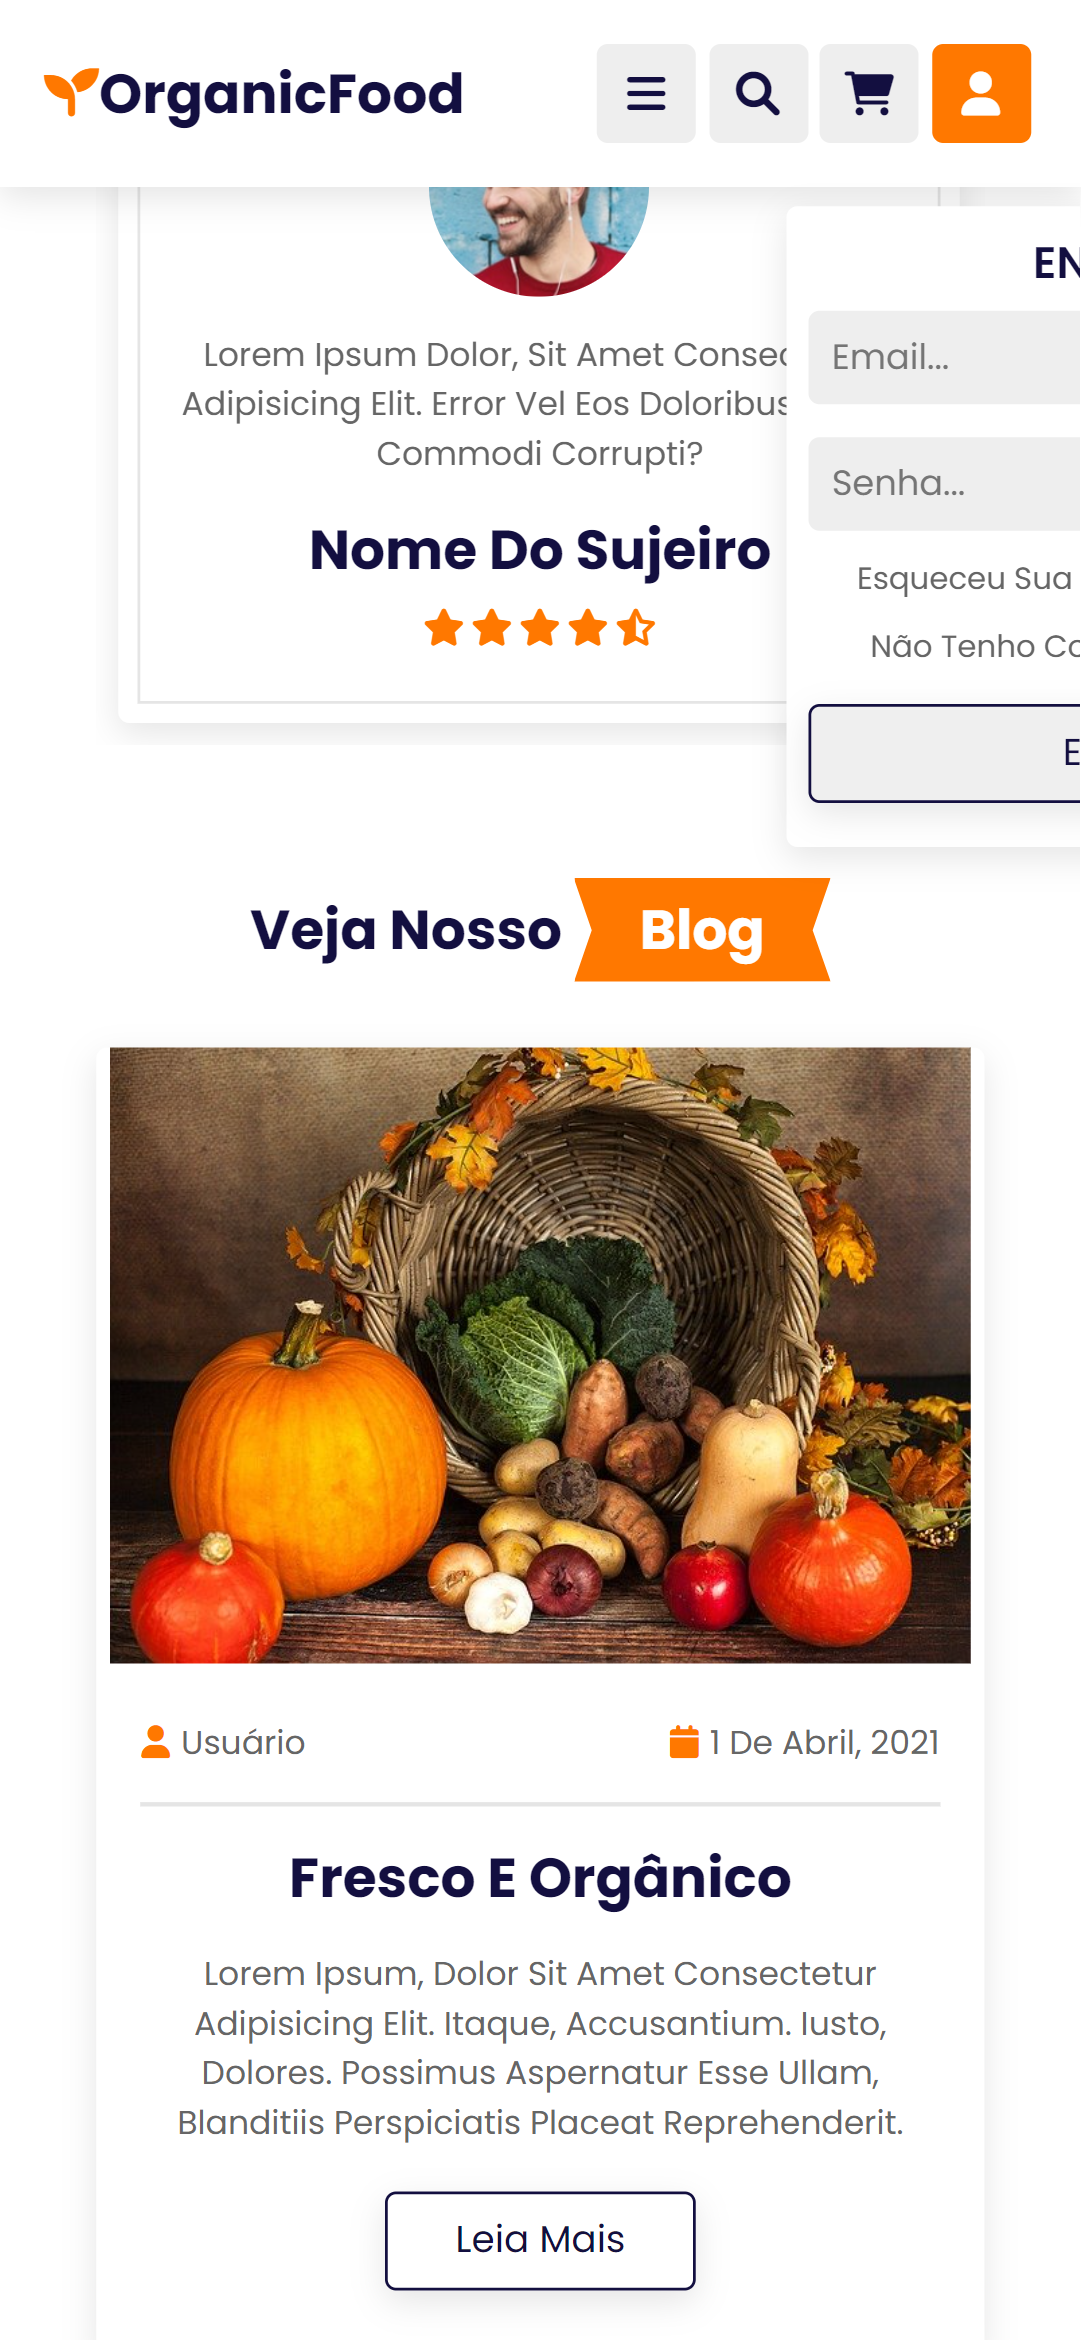 OrganicFood
EN
Email...
Lorem Ipsum Dolor, Sit Amet Consec
Adipisicing Elit. Error Vel Eos Doloribus
Commodi Corrupti?
Senha...
Nome Do Sujeiro
Esqueceu Sua
Não Tenho Co
E
Veja Nosso Blog
Usuário
1 De Abril, 2021
Fresco E Orgânico
Lorem Ipsum, Dolor Sit Amet Consectetur
Adipisicing Elit. Itaque, Accusantium. Iusto,
Dolores. Possimus Aspernatur Esse Ullam,
Blanditiis Perspiciatis Placeat Reprehenderit.
Leia Mais